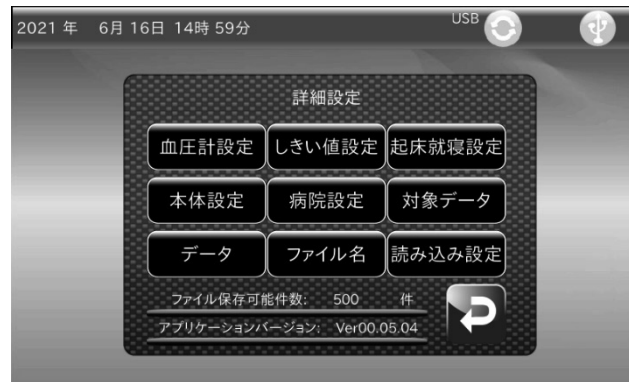 2021 年 6月 16日 14時 59分 USB
詳細設定
血圧計設定 しきい値設定 起床就寝設定
本体設定 病院設定 対象データ
データ ファイル名 読み込み設定
ファイル保存可能件数: 500 件
アプリケーションバージョン: Ver00.05.04